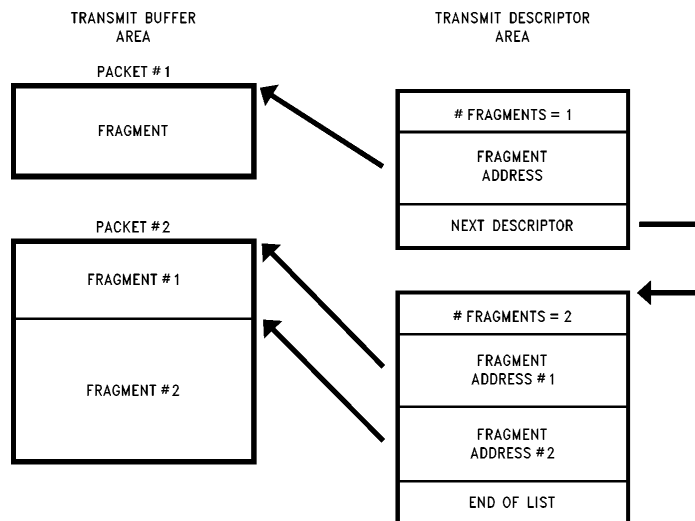 TRANSMIT BUFFER
AREA
PACKET #1
FRAGMENT
PACKET #2
FRAGMENT #1
FRAGMENT #2
TRANSMIT DESCRIPTOR
AREA
# FRAGMENTS = 1
FRAGMENT
ADDRESS
NEXT DESCRIPTOR
# FRAGMENTS = 2
FRAGMENT
ADDRESS #1
FRAGMENT
ADDRESS #2
END OF LIST